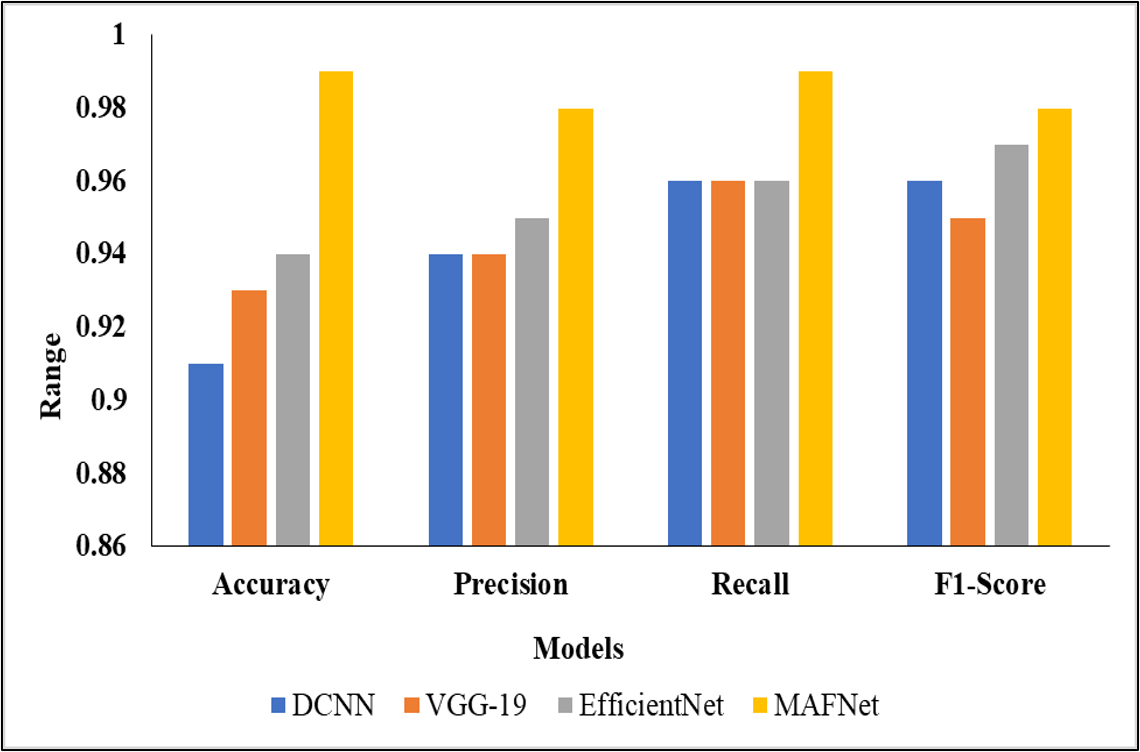 1
0.98
0.96
0.94
0.92
0.9
0.88
0.86
Range
Accuracy Precision Recall F1-Score
Models
DCNN VGG-19 EfficientNet MAFNet